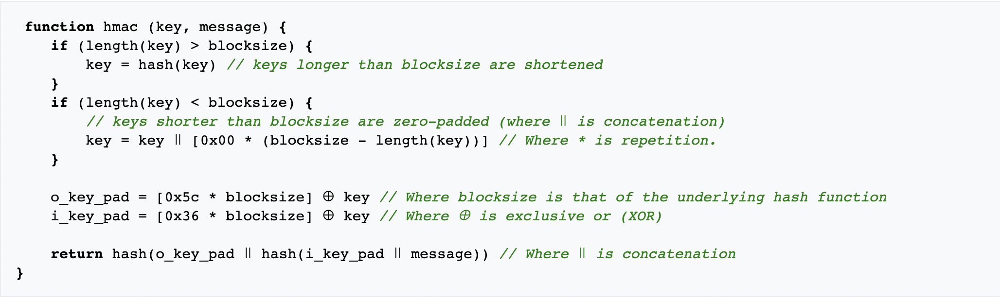 function hmac (key, message) {
if (length(key) > blocksize) {
key = hash(key) // keys longer than blocksize are shortened
}
if (length(key) < blocksize) {
// keys shorter than blocksize are zero-padded (where ∥ is concatenation)
key = key ∥ [0x00 * (blocksize - length(key))] // Where * is repetition.
}
o_key_pad = [0x5c * blocksize] ⊕ key // Where blocksize is that of the underlying hash function
i_key_pad = [0x36 * blocksize] ⊕ key // Where ⊕ is exclusive or (XOR)
return hash(o_key_pad ∥ hash(i_key_pad ∥ message)) // Where ∥ is concatenation
}